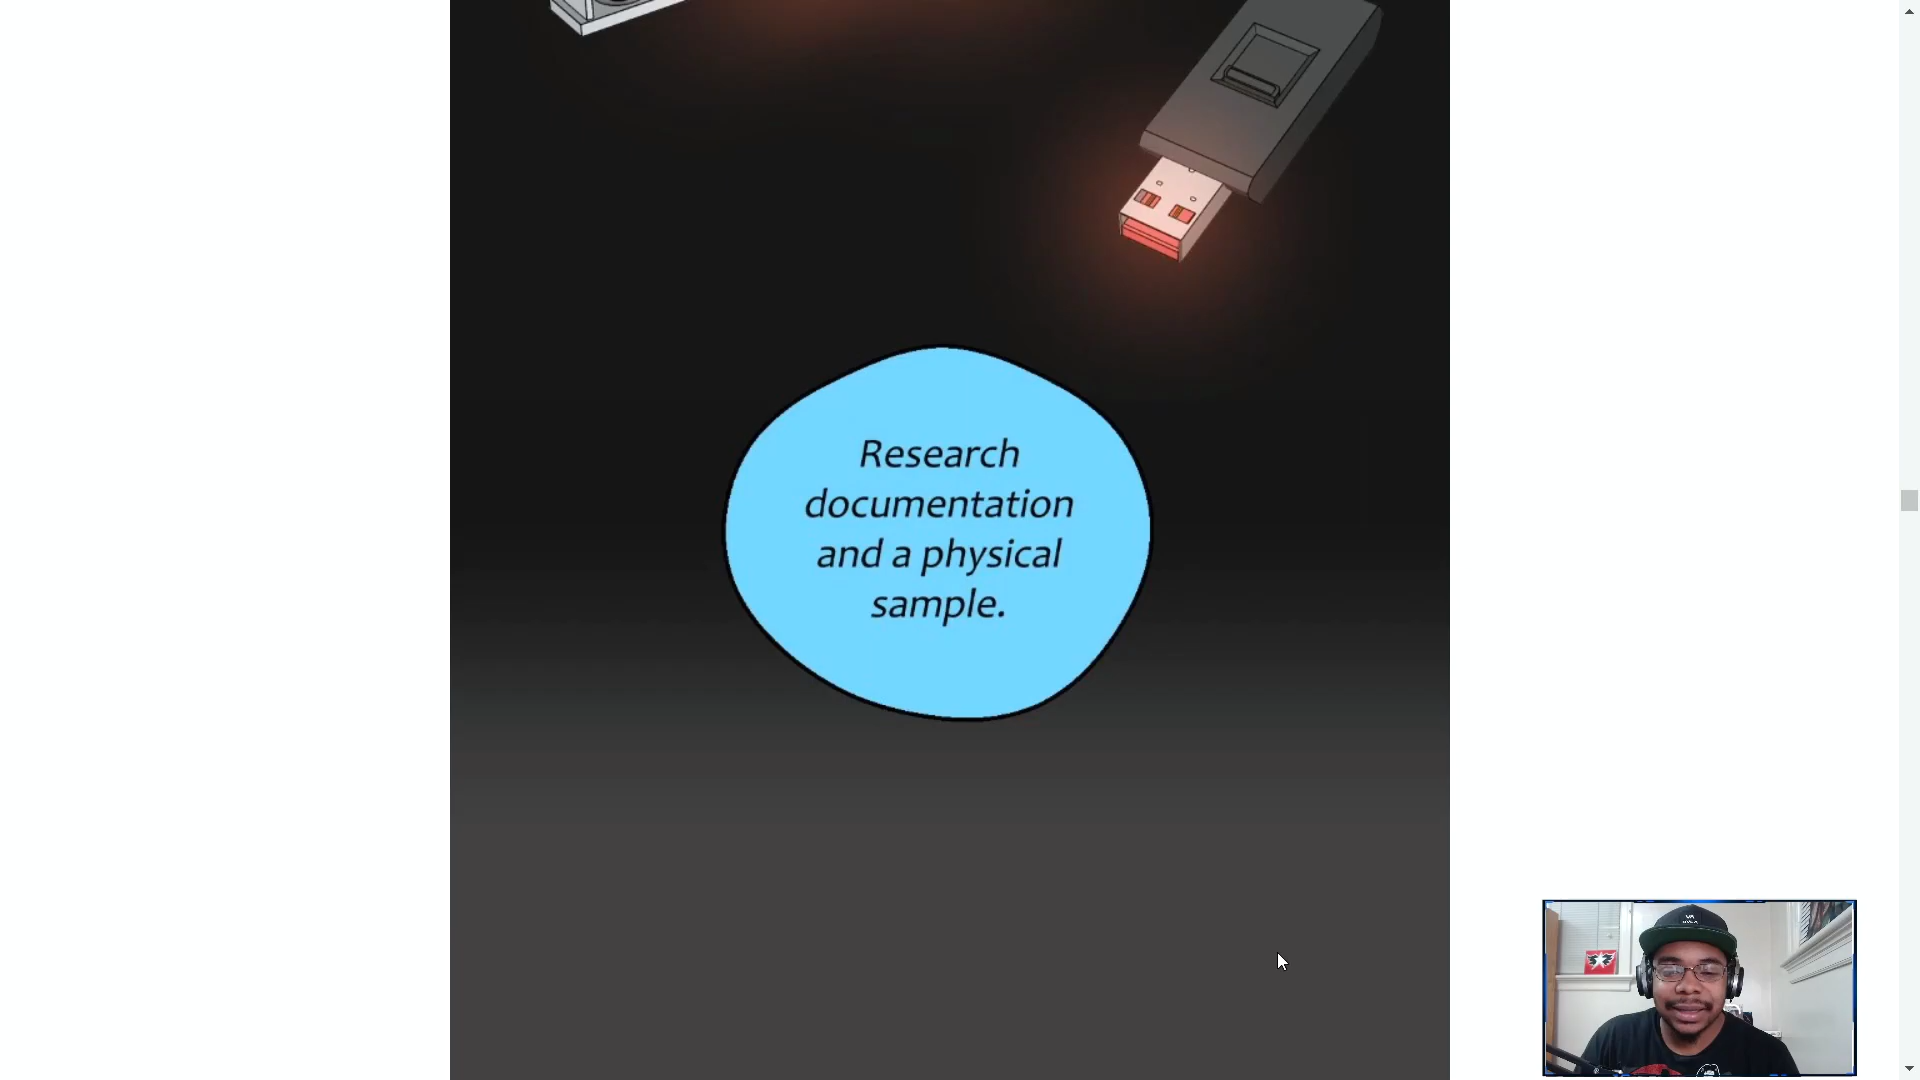 Research
documentation
and a physical
sample.